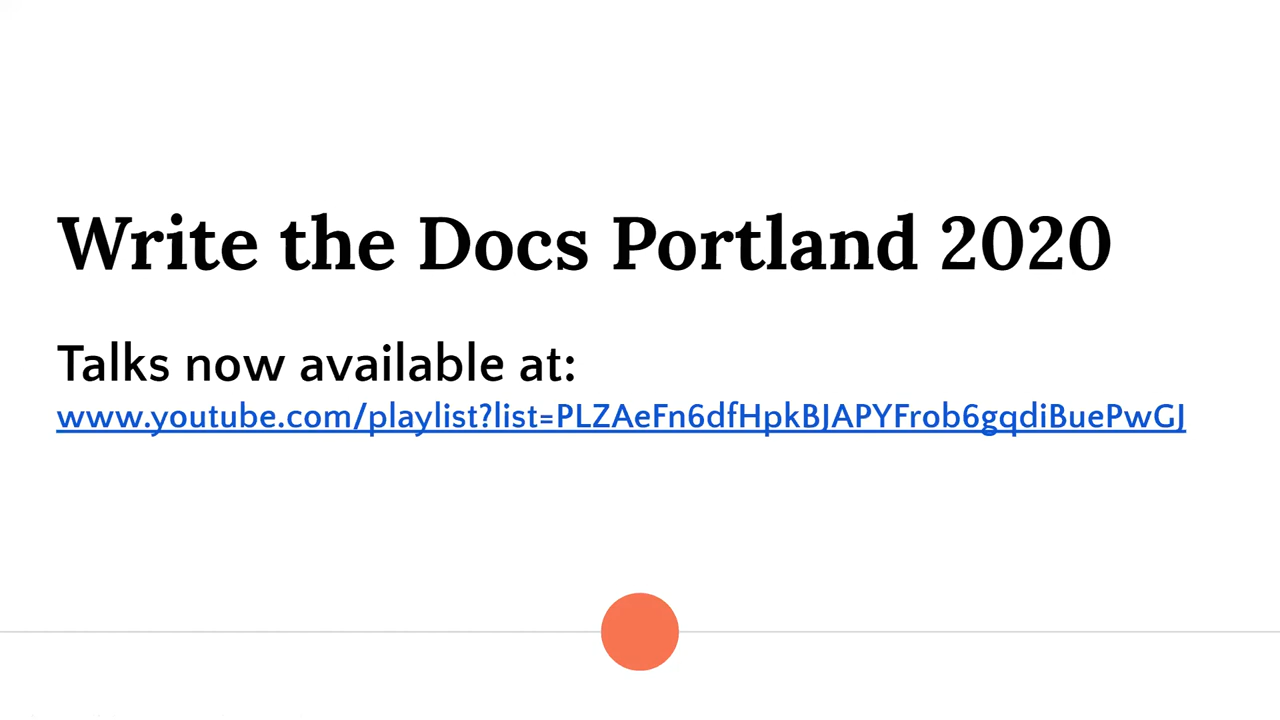 Write the Docs Portland 2020
Talks now available at:
www.youtube.com/playlist?list=PLZAeFn6dfHpkBJAPYFrob6gqdiBuePwGJ